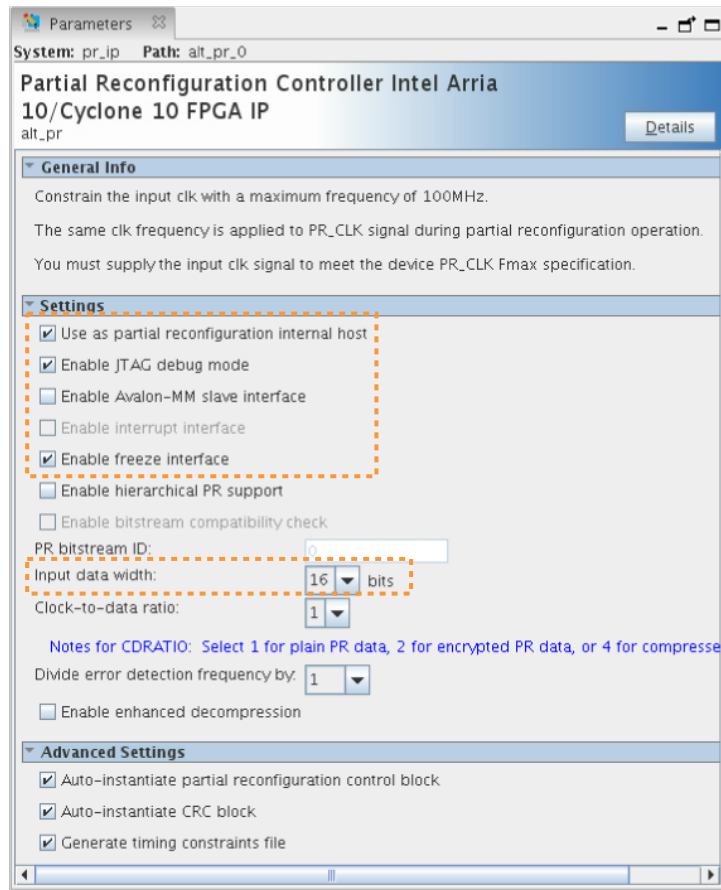 Parameters
System: pr_ip Path: alt_pr_0
Partial Reconfiguration Controller Intel Arria
10/Cyclone 10 FPGA IP
alt_pr
Details
General Info
Constrain the input clk with a maximum frequency of 100MHz.
The same clk frequency is applied to PR_CLK signal during partial reconfiguration operation.
You must supply the input clk signal to meet the device PR_CLK Fmax specification.
Settings
Use as partial reconfiguration internal host
Enable JTAG debug mode
Enable Avalon-MM slave interface
Enable interrupt interface
Enable freeze interface
Enable hierarchical PR support
Enable bitstream compatibility check
PR bitstream ID: 0
Input data width: 16 bits
Clock-to-data ratio: 1
Notes for CDRATIO: Select 1 for plain PR data, 2 for encrypted PR data, or 4 for compresse
Divide error detection frequency by: 1
Enable enhanced decompression
Advanced Settings
Auto-instantiate partial reconfiguration control block
Auto-instantiate CRC block
Generate timing constraints file